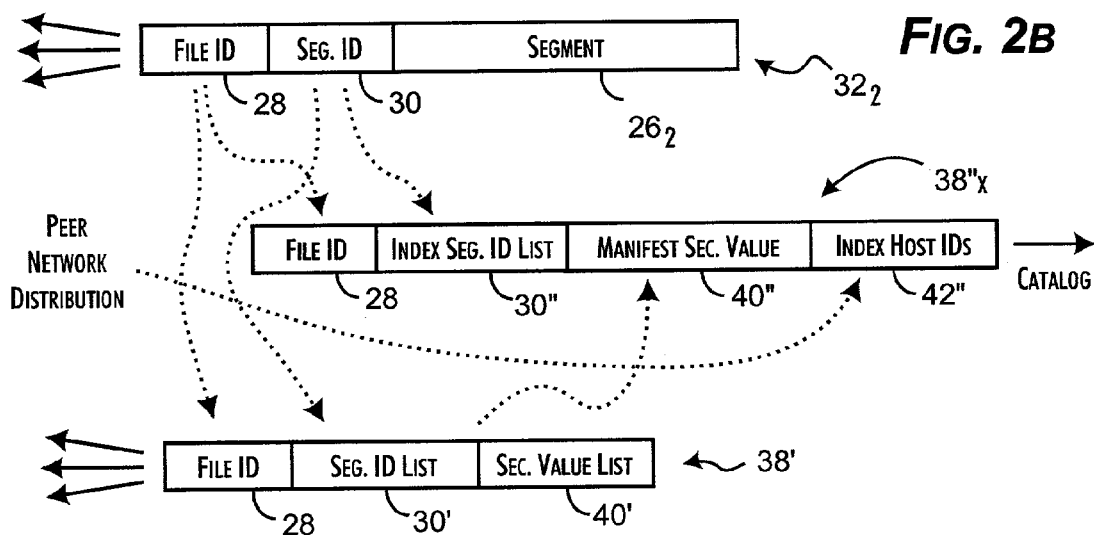 FIG. 2B
FILE ID SEG. ID SEGMENT
28 30 26₂ 32₂
38"x
PEER
NETWORK
DISTRIBUTION
FILE ID INDEX SEG. ID LIST MANIFEST SEC. VALUE INDEX HOST IDS
CATALOG
28 30" 40" 42"
FILE ID SEG. ID LIST SEC. VALUE LIST
38'
28 30' 40'